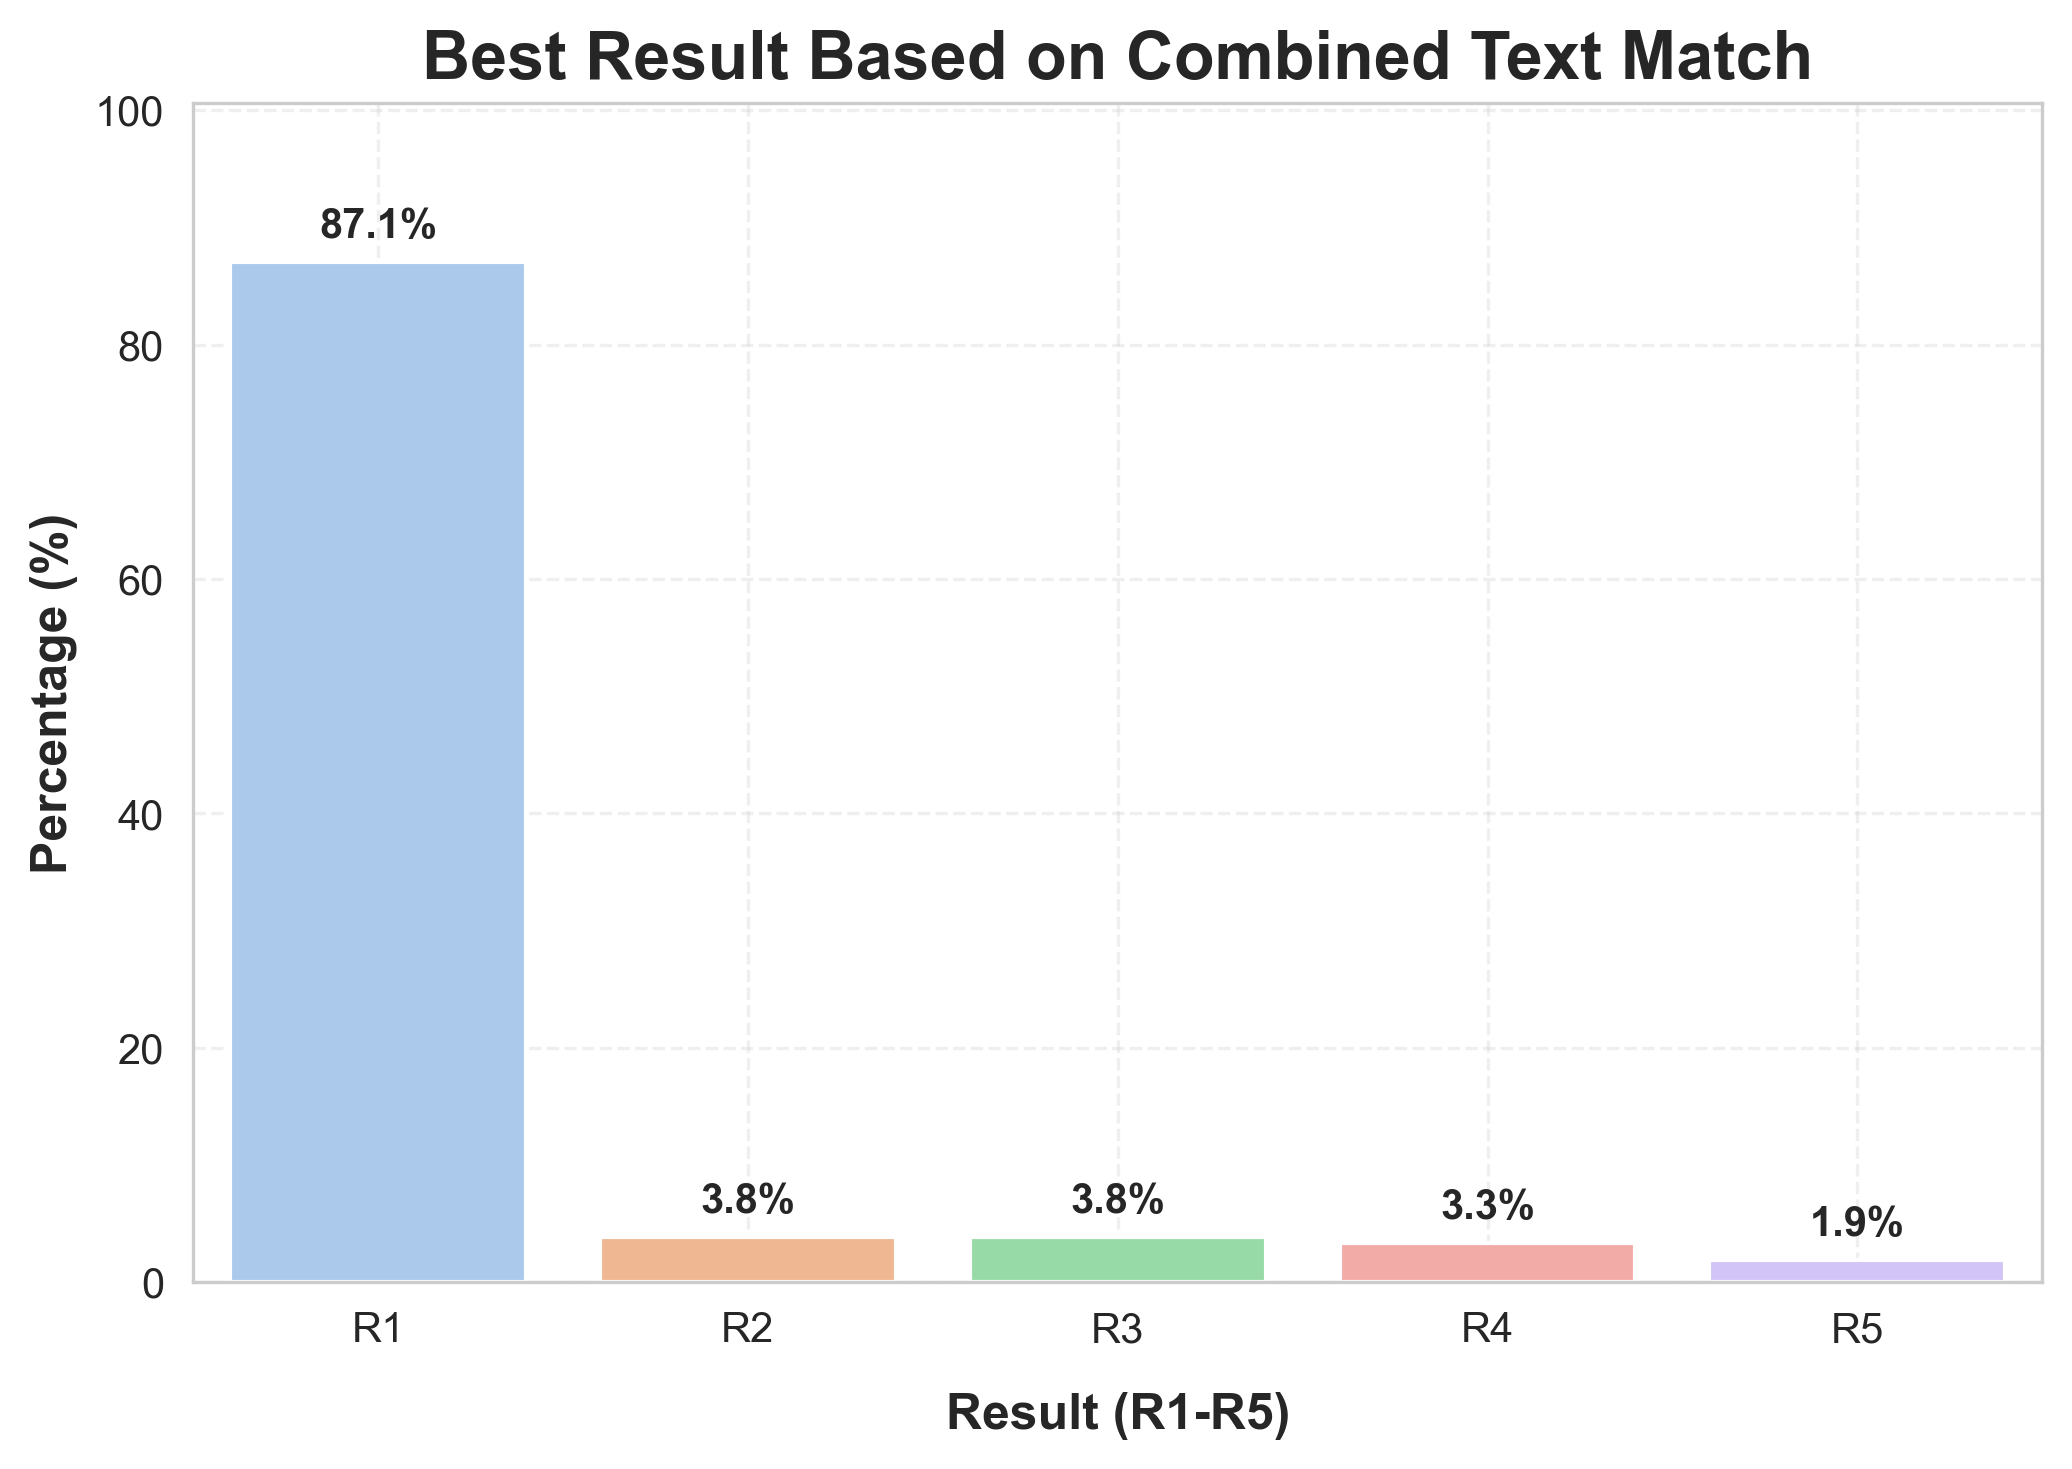 Best Result Based on Combined Text Match
100
80
60
40
20
0
Percentage (%)
87.1%
3.8%
3.8%
3.3%
1.9%
R1
R2
R3
R4
R5
Result (R1-R5)